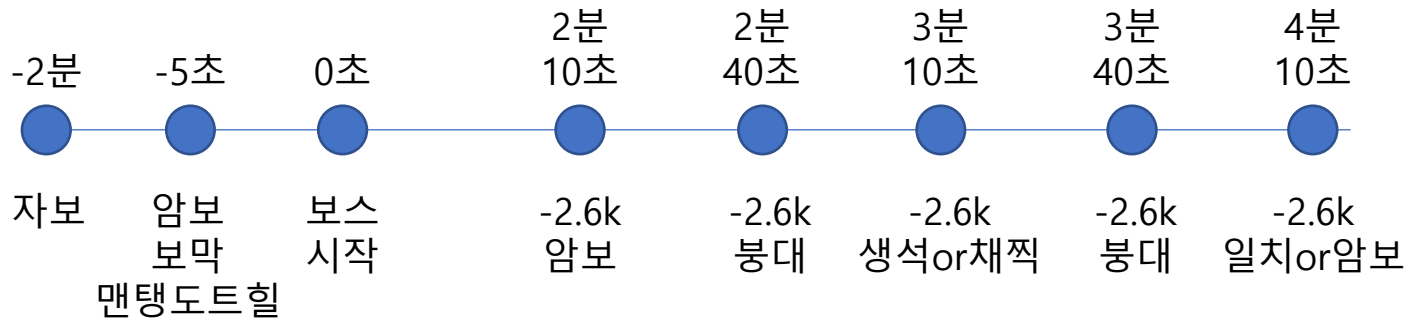 -2분
-5초
0초
2분
10초
2분
40초
3분
10초
3분
40초
4분
10초
자보
암보
보막
맨탱도트힐
보스
시작
-2.6k
암보
-2.6k
붕대
-2.6k
생석or채찍
-2.6k
붕대
-2.6k
일치or암보